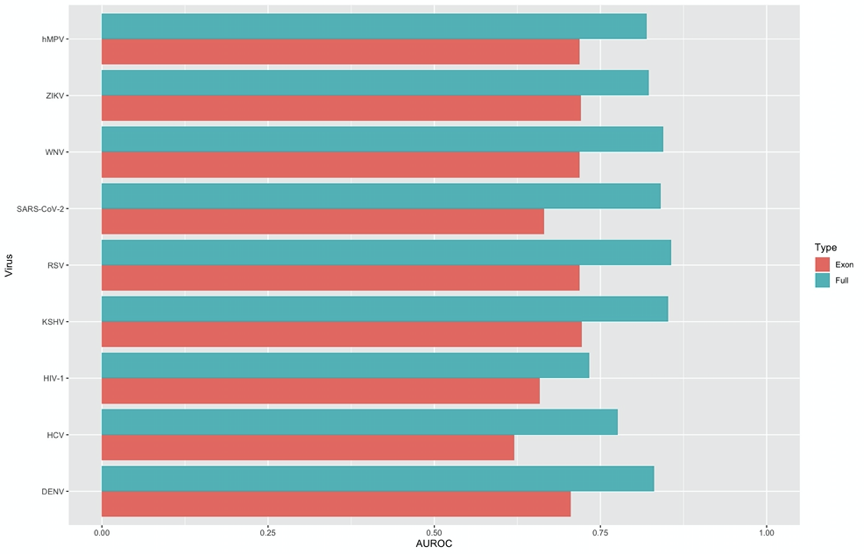 hMPV
ZIKV
WNV
SARS-CoV-2
RSV
KSHV
HIV-1
HCV
DENV
Virus
0.00 0.25 0.50 0.75 1.00
AUROC
Type
Exon
Full